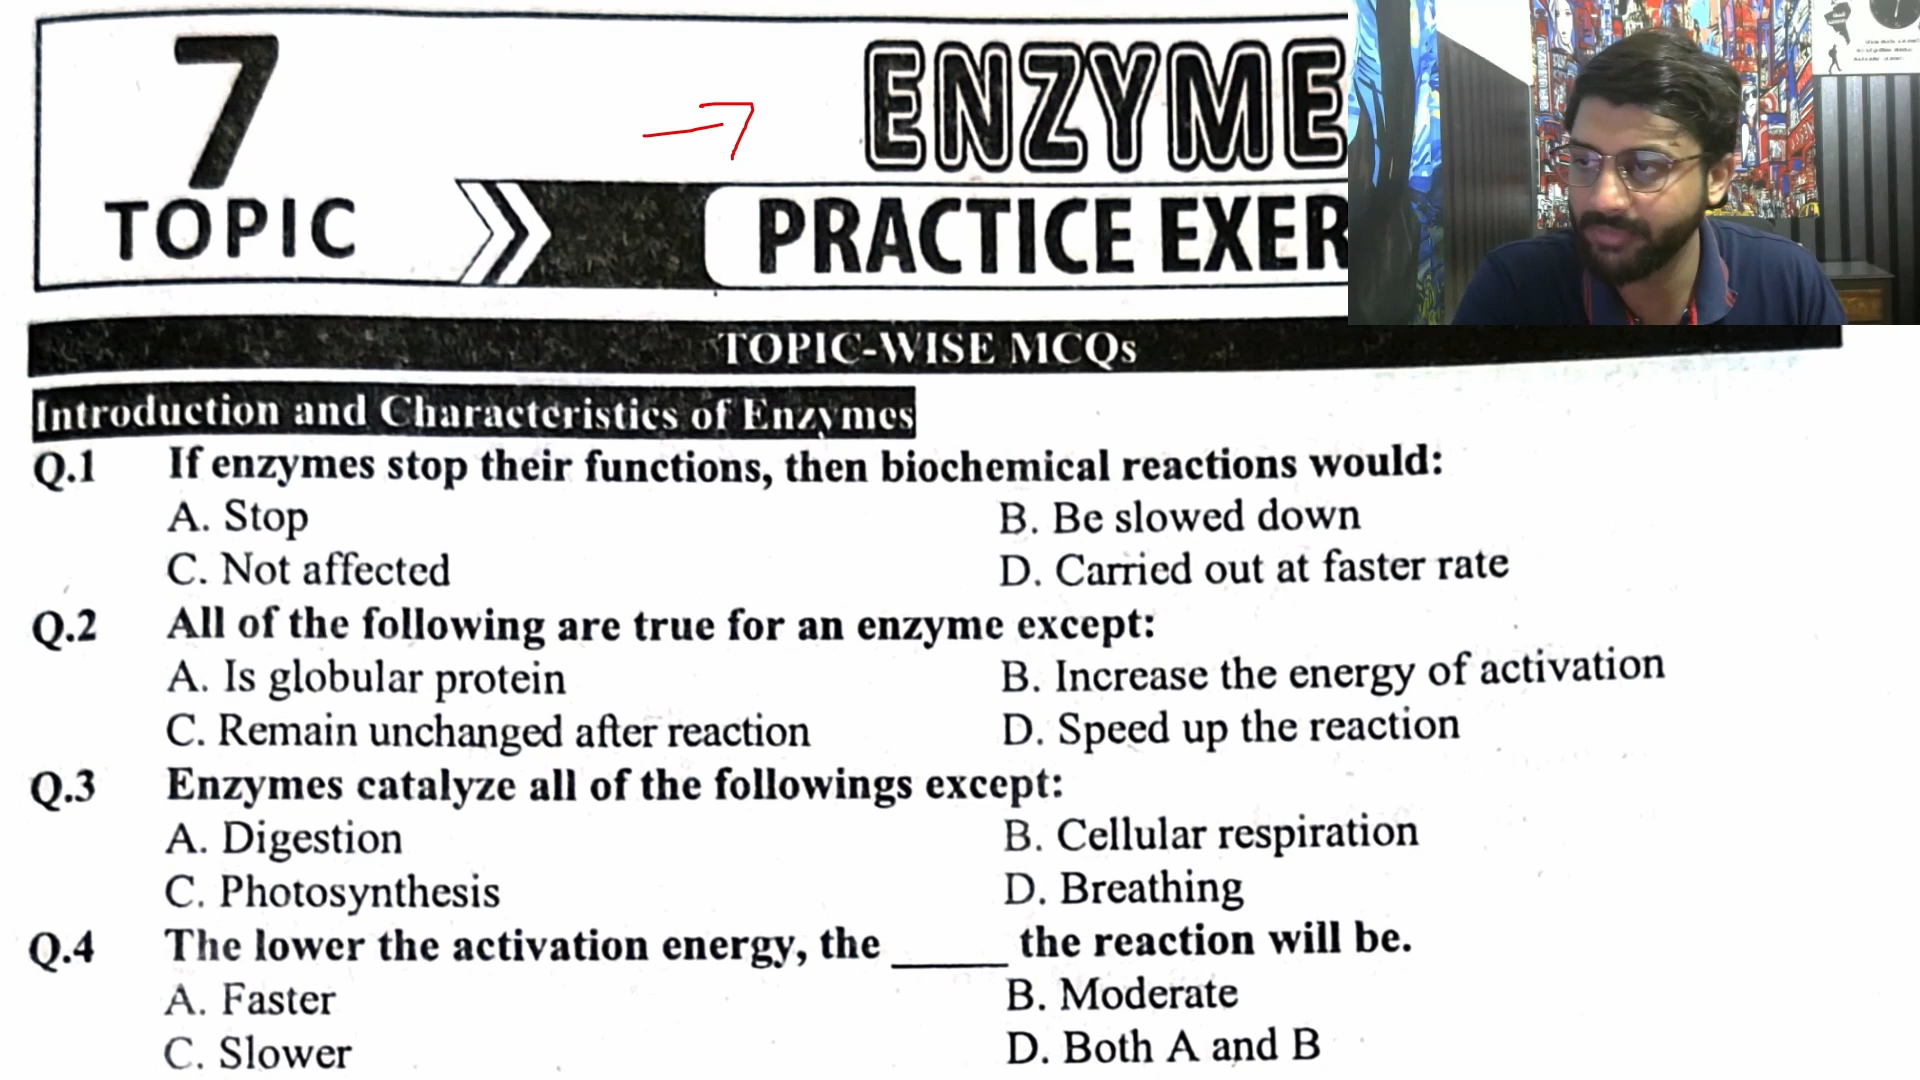 7
TOPIC
ENZYME
PRACTICE EXER
TOPIC-WISE MCQs
Introduction and Characteristics of Enzymes
Q.1 If enzymes stop their functions, then biochemical reactions would:
A. Stop B. Be slowed down
C. Not affected D. Carried out at faster rate
Q.2 All of the following are true for an enzyme except:
A. Is globular protein B. Increase the energy of activation
C. Remain unchanged after reaction D. Speed up the reaction
Q.3 Enzymes catalyze all of the followings except:
A. Digestion B. Cellular respiration
C. Photosynthesis D. Breathing
Q.4 The lower the activation energy, the _____ the reaction will be.
A. Faster B. Moderate
C. Slower D. Both A and B